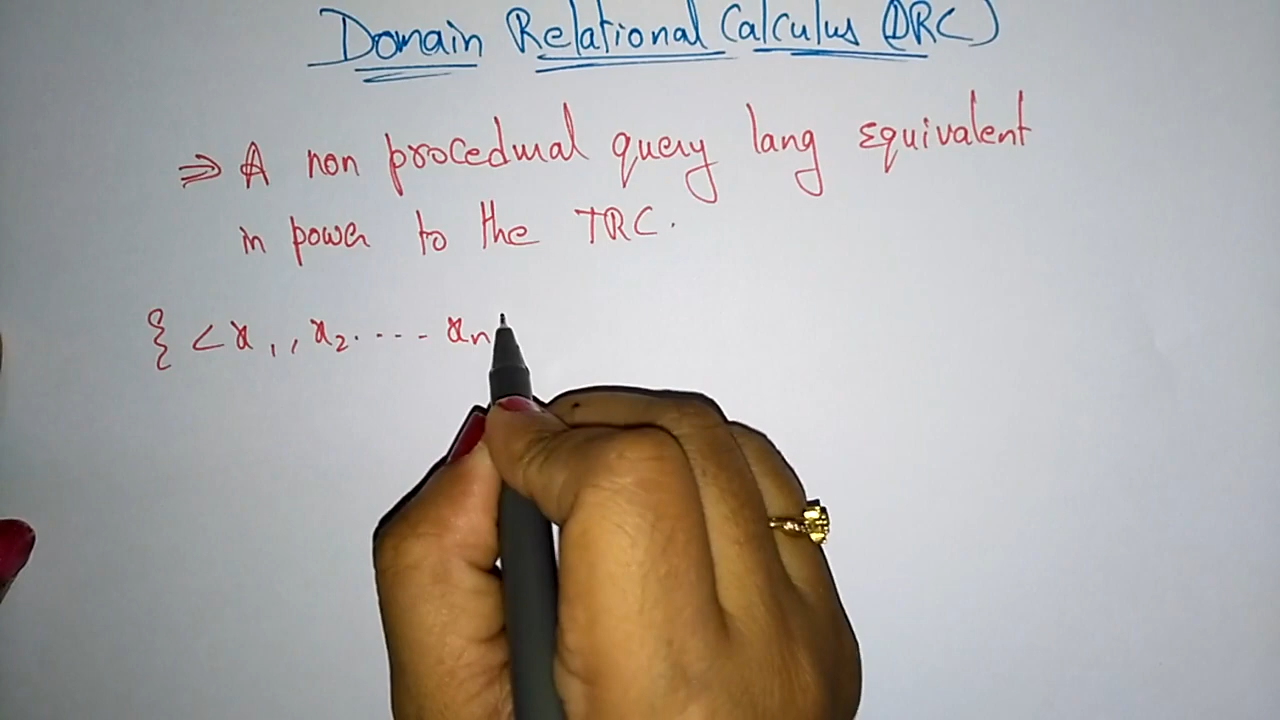 Domain Relational Calculus (DRC)
⇒ A non procedural query lang equivalent
in power to the TRC.
{ < x1, x2. ... xn